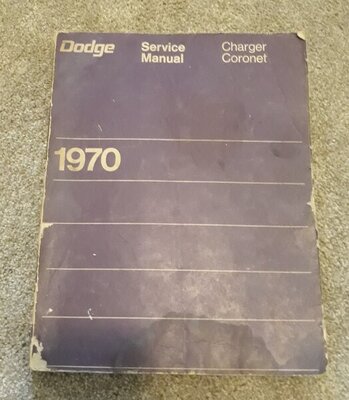 Dodge
Service
Manual
Charger
Coronet
1970